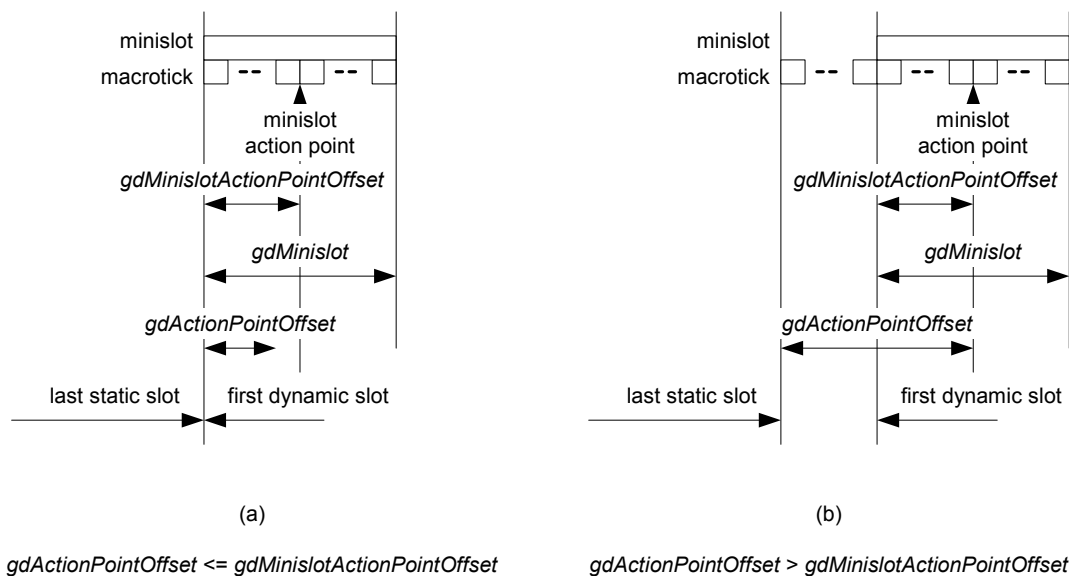 minislot
macrotick
minislot
action point
gdMinislotActionPointOffset
gdMinislot
gdActionPointOffset
last static slot
first dynamic slot
(a)
gdActionPointOffset <= gdMinislotActionPointOffset
minislot
macrotick
minislot
action point
gdMinislotActionPointOffset
gdMinislot
gdActionPointOffset
last static slot
first dynamic slot
(b)
gdActionPointOffset > gdMinislotActionPointOffset